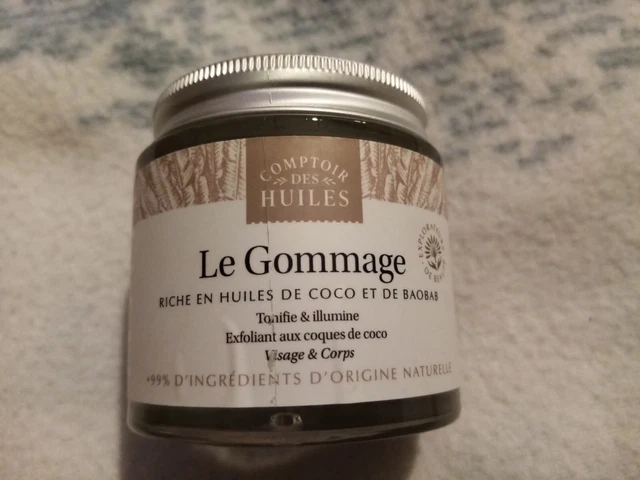 COMPTOIR
DES
HUILES
Le Gommage
RICHE EN HUILES DE COCO ET DE BAOBAB
Tonifie & illumine
Exfoliant aux coques de coco
Visage & Corps
+99% D'INGRÉDIENTS D'ORIGINE NATURELLE